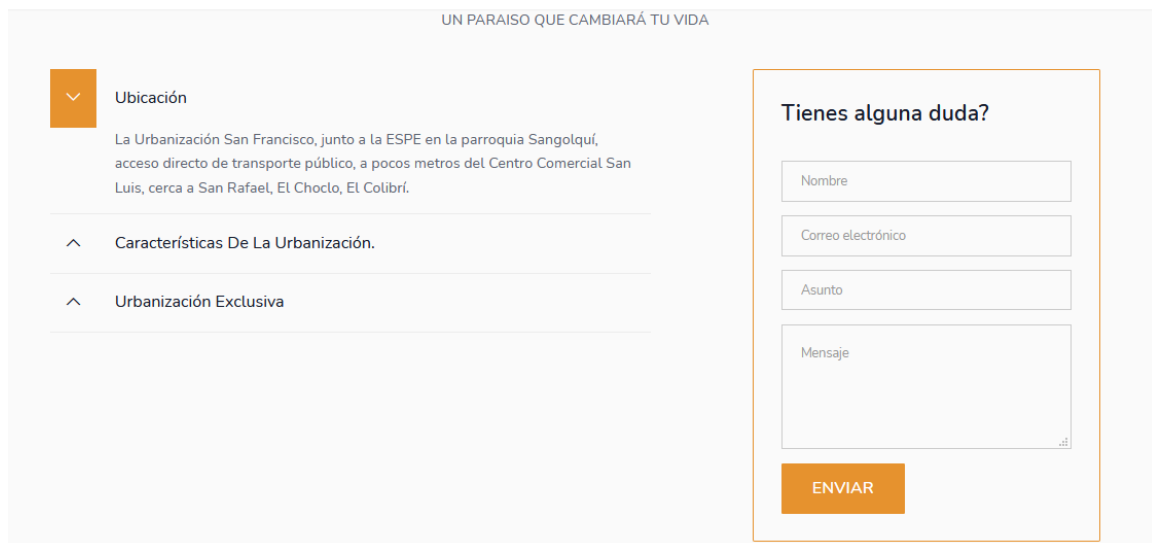 UN PARAISO QUE CAMBIARÁ TU VIDA
Ubicación
La Urbanización San Francisco, junto a la ESPE en la parroquia Sangolquí,
acceso directo de transporte público, a pocos metros del Centro Comercial San
Luis, cerca a San Rafael, El Choclo, El Colibrí.
Características De La Urbanización.
Urbanización Exclusiva
Tienes alguna duda?
Nombre
Correo electrónico
Asunto
Mensaje
ENVIAR